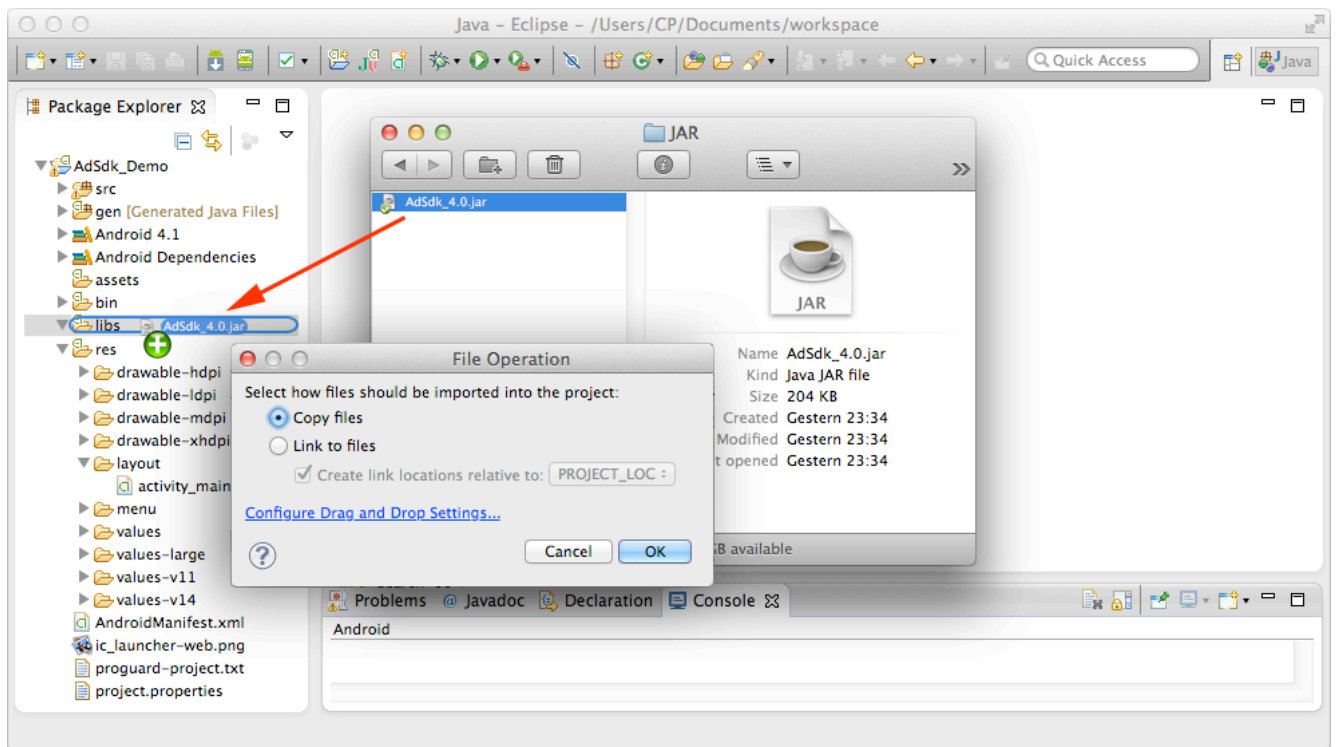 Java – Eclipse – /Users/CP/Documents/workspace
Quick Access
Java
Package Explorer
AdSdk_Demo
src
gen [Generated Java Files]
Android 4.1
Android Dependencies
assets
bin
libs AdSdk_4.0.jar
res
drawable-hdpi
drawable-ldpi
drawable-mdpi
drawable-xhdpi
layout
activity_main
menu
values
values-large
values-v11
values-v14
AndroidManifest.xml
ic_launcher-web.png
proguard-project.txt
project.properties
JAR
AdSdk_4.0.jar
JAR
Name AdSdk_4.0.jar
Kind Java JAR file
Size 204 KB
Created Gestern 23:34
Modified Gestern 23:34
t opened Gestern 23:34
GB available
File Operation
Select how files should be imported into the project:
Copy files
Link to files
Create link locations relative to: PROJECT_LOC
Configure Drag and Drop Settings...
Cancel OK
Problems @ Javadoc Declaration Console
Android